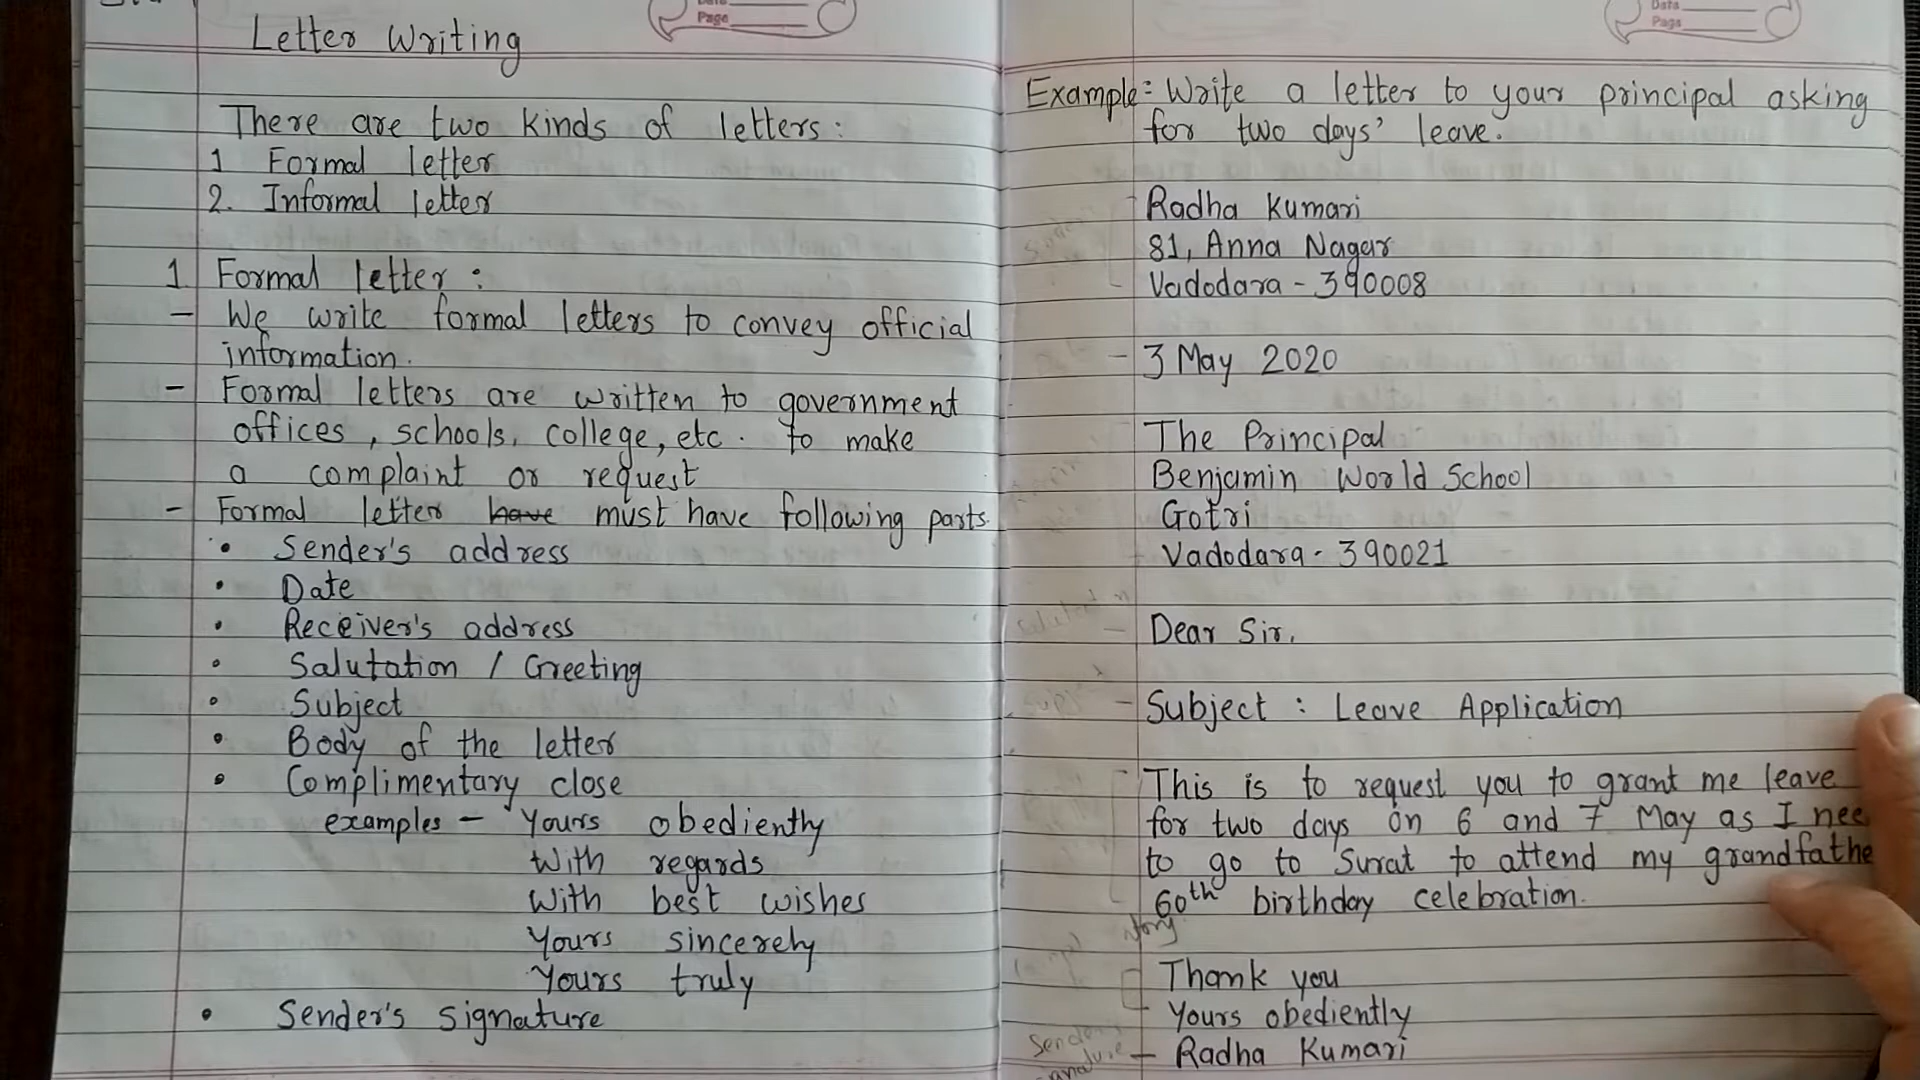 Page
Letter Writing
There are two kinds of letters:
1 Formal letter
2. Informal letter
1 Formal letter :
- We write formal letters to convey official
information.
- Formal letters are written to government
offices, schools, college, etc. to make
a complaint or request
- Formal letter have must have following parts.
• Sender's address
• Date
• Receiver's address
• Salutation / Greeting
• Subject
• Body of the letter
• Complimentary close
examples - Yours obediently
With regards
With best wishes
Yours sincerely
Yours truly
• Sender's signature
Date
Page
Example:- Write a letter to your principal asking
for two days' leave.
Radha Kumari
81, Anna Nagar
Vadodara - 390008
- 3 May 2020
The Principal
Benjamin World School
Gotri
Vadodara - 390021
- Dear Sir,
- Subject : Leave Application
This is to request you to grant me leave
for two days on 6 and 7 May as I
to go to Surat to attend my
60th birthday celebration.
Thank you
Yours obediently
- Radha Kumari